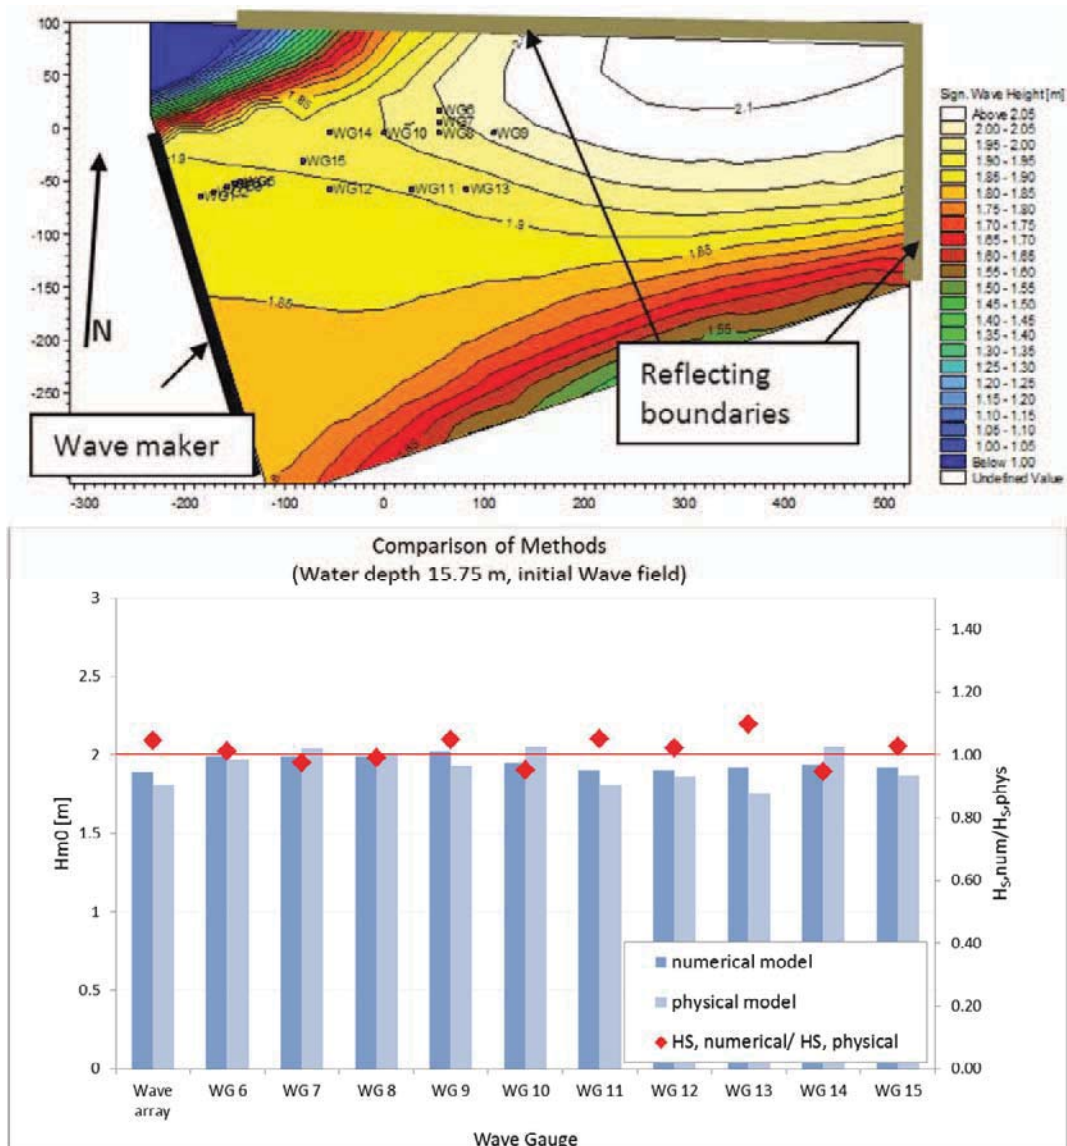 100
50
0
-50
-100
-150
-200
-250
-300 -200 -100 0 100 200 300 400 500
1.85
1.9
2.1
WG6
WG7
WG8
WG9
WG14
WG10
WG15
WG12
WG11
WG13
1.9
1.85
1.85
1.55
N
Wave maker
Reflecting
boundaries
Sign. Wave Height [m]
Above 2.05
2.00 - 2.05
1.95 - 2.00
1.90 - 1.95
1.85 - 1.90
1.80 - 1.85
1.75 - 1.80
1.70 - 1.75
1.65 - 1.70
1.60 - 1.65
1.55 - 1.60
1.50 - 1.55
1.45 - 1.50
1.40 - 1.45
1.35 - 1.40
1.30 - 1.35
1.25 - 1.30
1.20 - 1.25
1.15 - 1.20
1.10 - 1.15
1.05 - 1.10
1.00 - 1.05
Below 1.00
Undefined Value
Comparison of Methods
(Water depth 15.75 m, initial Wave field)
3
2.5
2
1.5
1
0.5
0
Hm0 [m]
1.40
1.20
1.00
0.80
0.60
0.40
0.20
0.00
HS,num/HS,phys
numerical model
physical model
HS, numerical/ HS, physical
Wave array
WG 6
WG 7
WG 8
WG 9
WG 10
WG 11
WG 12
WG 13
WG 14
WG 15
Wave Gauge